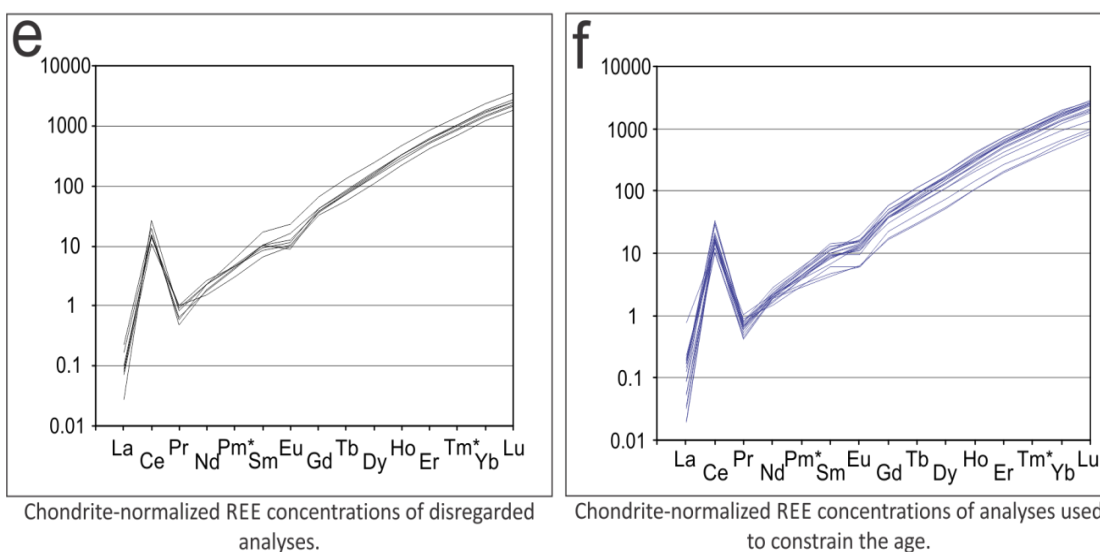 e
10000
1000
100
10
1
0.1
0.01
La Ce Pr Nd Pm* Sm Eu Gd Tb Dy Ho Er Tm* Yb Lu
Chondrite-normalized REE concentrations of disregarded
analyses.
f
10000
1000
100
10
1
0.1
0.01
La Ce Pr Nd Pm* Sm Eu Gd Tb Dy Ho Er Tm* Yb Lu
Chondrite-normalized REE concentrations of analyses used
to constrain the age.